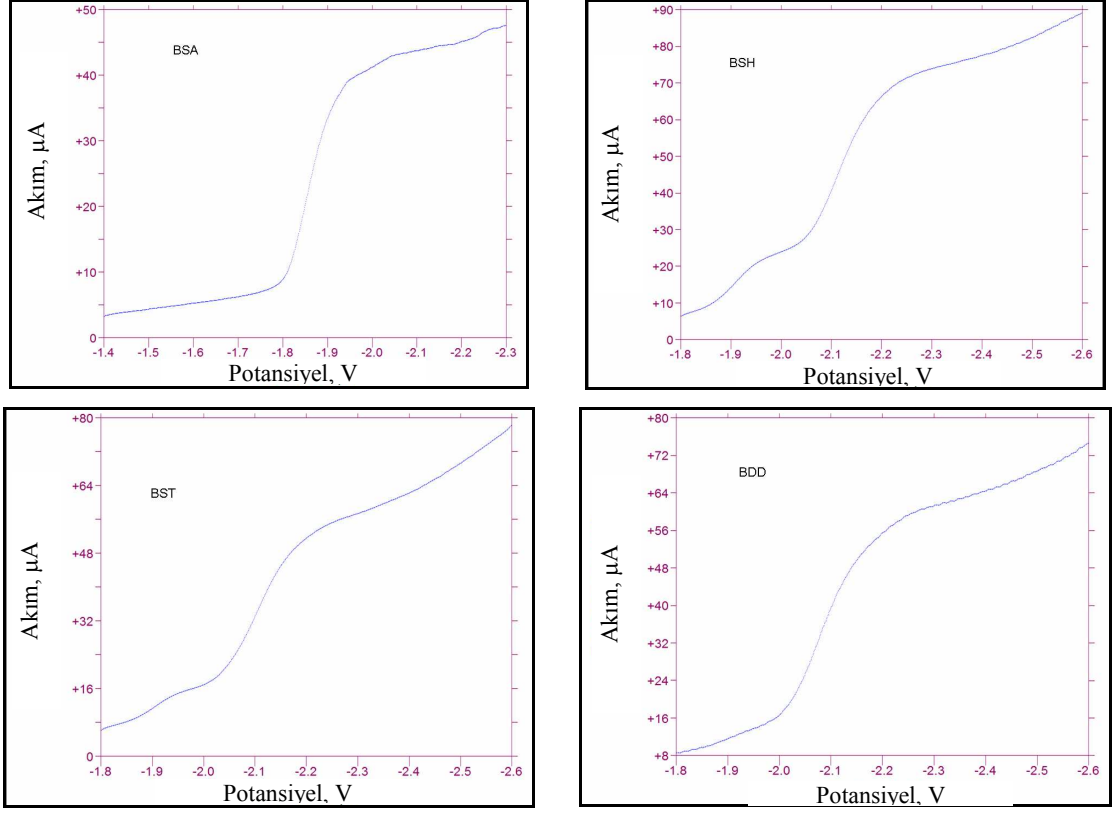 +50
BSA
+40
+30
+20
+10
0
Akım, µA
-1.4 -1.5 -1.6 -1.7 -1.8 -1.9 -2.0 -2.1 -2.2 -2.3
Potansiyel, V
+90
+80
BSH
+70
+60
+50
+40
+30
+20
+10
0
Akım, µA
-1.8 -1.9 -2.0 -2.1 -2.2 -2.3 -2.4 -2.5 -2.6
Potansiyel, V
+80
+64
BST
+48
+32
+16
0
Akım, µA
-1.8 -1.9 -2.0 -2.1 -2.2 -2.3 -2.4 -2.5 -2.6
Potansiyel, V
+80
+72
BDD
+64
+56
+48
+40
+32
+24
+16
+8
Akım, µA
-1.8 -1.9 -2.0 -2.1 -2.2 -2.3 -2.4 -2.5 -2.6
Potansiyel, V